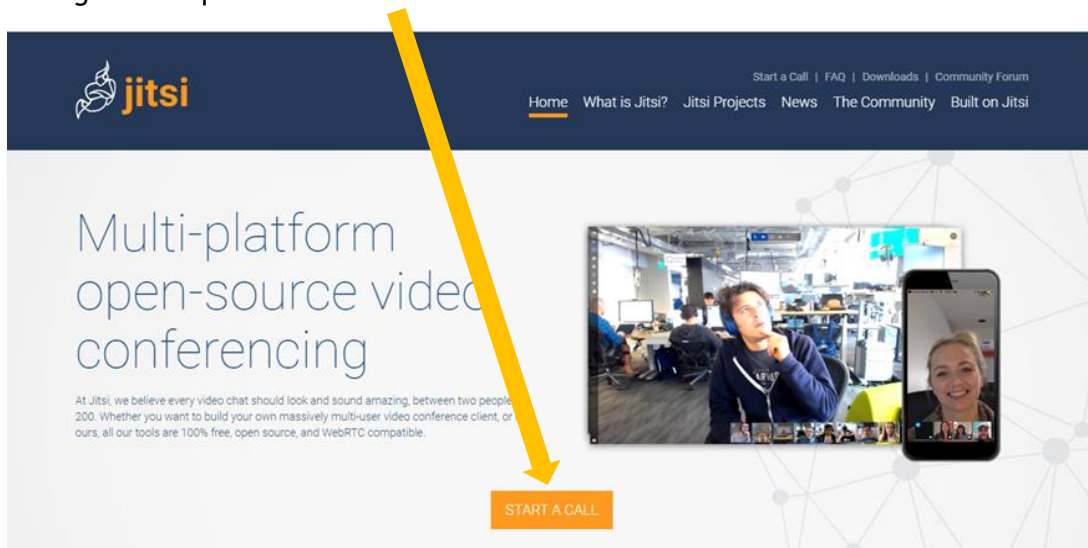 jitsi
Start a Call | FAQ | Downloads | Community Forum
Home What is Jitsi? Jitsi Projects News The Community Built on Jitsi
Multi-platform
open-source video
conferencing
At Jitsi, we believe every video chat should look and sound amazing, between two people
200. Whether you want to build your own massively multi-user video conference client, or
ours, all our tools are 100% free, open source, and WebRTC compatible.
START A CALL